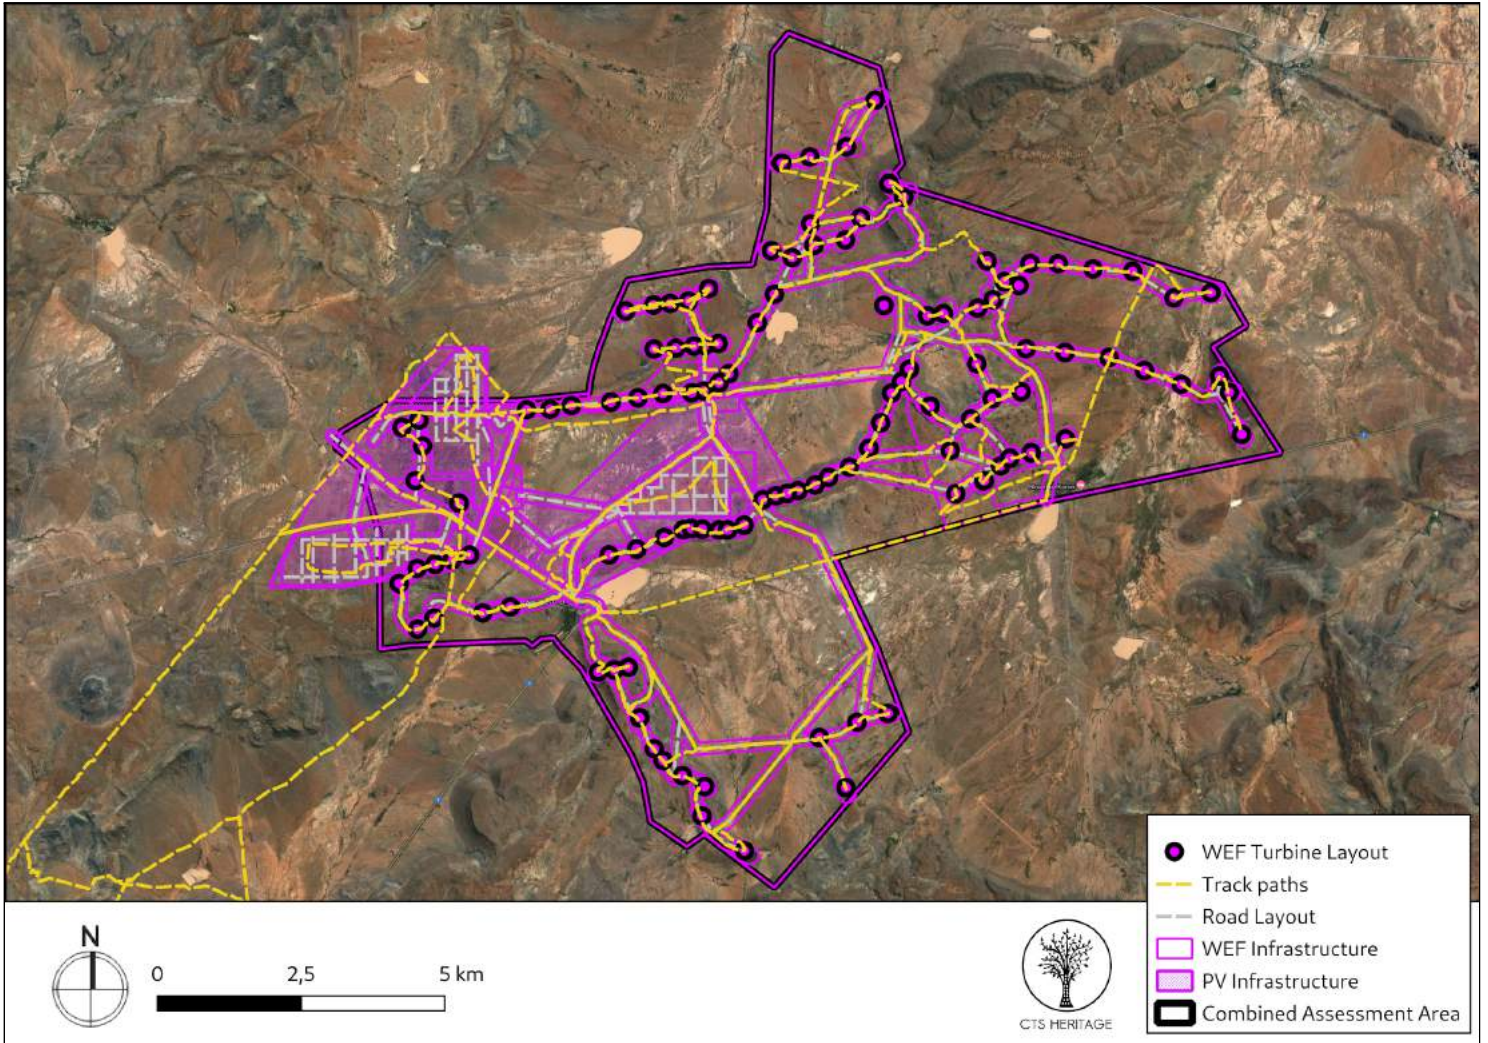 WEF Turbine Layout
Track paths
Road Layout
WEF Infrastructure
PV Infrastructure
Combined Assessment Area
N
0 2,5 5 km
CTS HERITAGE